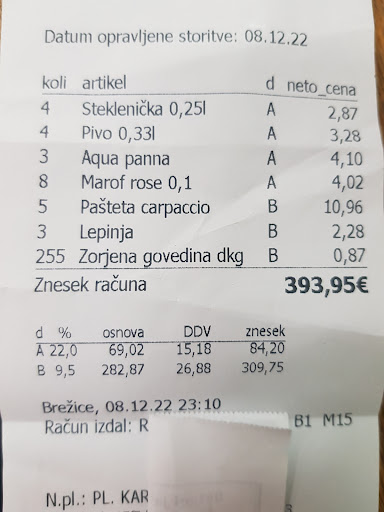 Datum opravljene storitve: 08.12.22
koli artikel d neto_cena
4 Steklenička 0,25l A 2,87
4 Pivo 0,33l A 3,28
3 Aqua panna A 4,10
8 Marof rose 0,1 A 4,02
5 Pašteta carpaccio B 10,96
3 Lepinja B 2,28
255 Zorjena govedina dkg B 0,87
Znesek računa 393,95€
d % osnova DDV znesek
A 22,0 69,02 15,18 84,20
B 9,5 282,87 26,88 309,75
Brežice, 08.12.22 23:10
Račun izdal: R B1 M15
N.pl.: PL. KAR